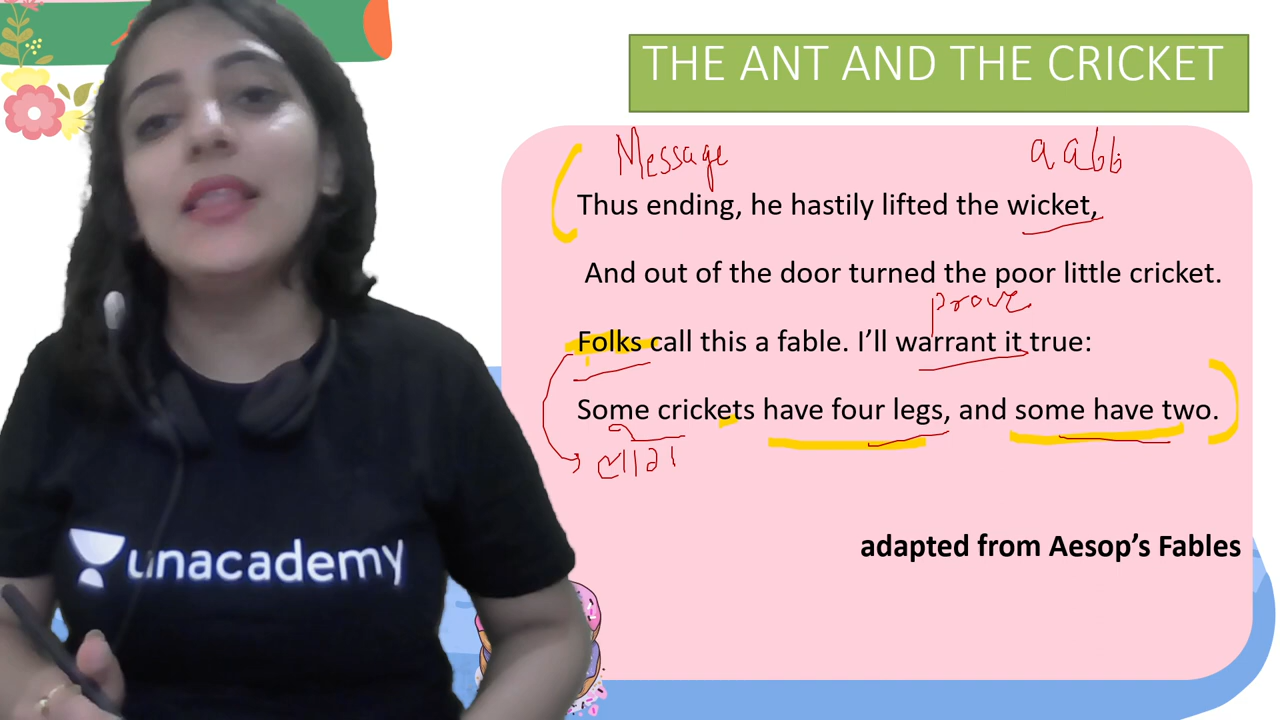 THE ANT AND THE CRICKET
Message
aabb
Thus ending, he hastily lifted the wicket,
And out of the door turned the poor little cricket.
prove
Folks call this a fable. I’ll warrant it true:
Some crickets have four legs, and some have two.
adapted from Aesop’s Fables
unacademy